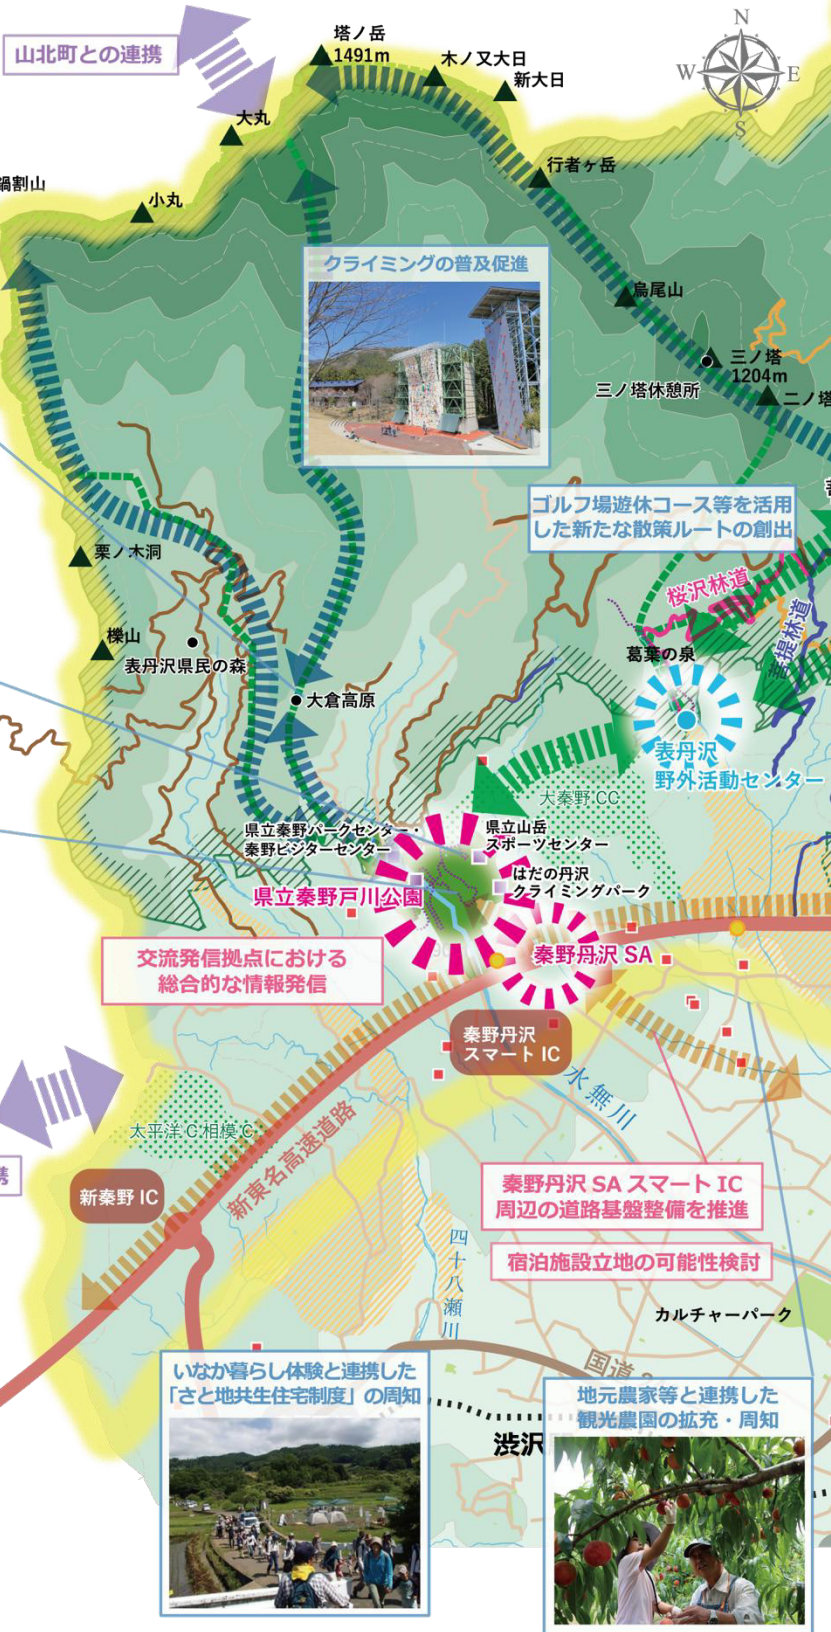 山北町との連携
塔ノ岳
1491m
木ノ又大日
新大日
N
W
E
S
大丸
鍋割山
小丸
行者ヶ岳
クライミングの普及促進
烏尾山
三ノ塔
1204m
三ノ塔休憩所
二ノ塔
ゴルフ場遊休コース等を活用
した新たな散策ルートの創出
栗ノ木洞
桜沢林道
菩提林道
櫟山
表丹沢県民の森
葛葉の泉
大倉高原
表丹沢
野外活動センター
大秦野CC
県立秦野パークセンター・
秦野ビジターセンター
県立山岳
スポーツセンター
はだの丹沢
クライミングパーク
県立秦野戸川公園
交流発信拠点における
総合的な情報発信
秦野丹沢 SA
秦野丹沢
スマート IC
水無川
太平洋C.相模C
新東名高速道路
携
新秦野 IC
秦野丹沢 SA スマート IC
周辺の道路基盤整備を推進
宿泊施設立地の可能性検討
四十八瀬川
カルチャーパーク
国道
いなか暮らし体験と連携した
「さと地共生住宅制度」の周知
地元農家等と連携した
観光農園の拡充・周知
渋沢